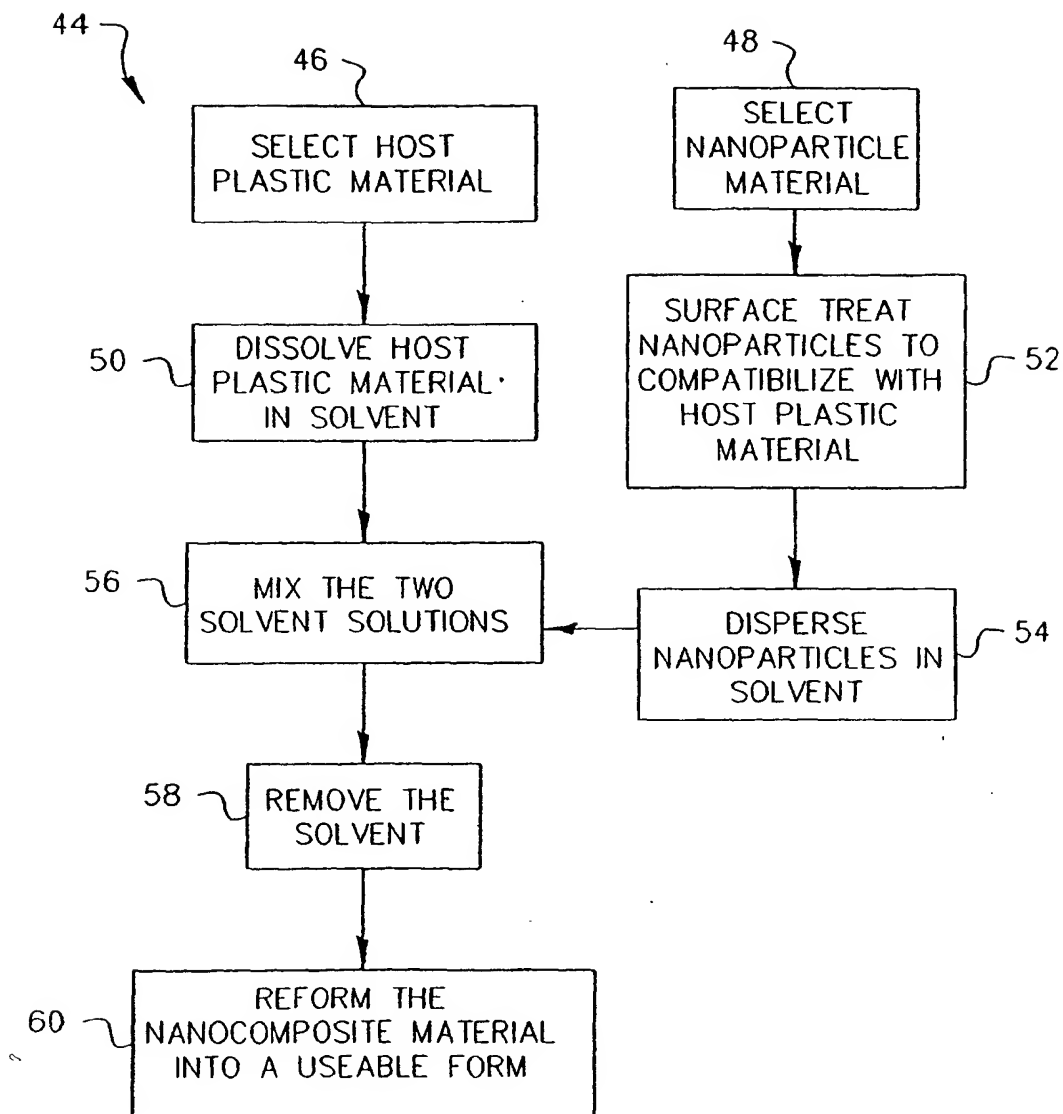 44
46
SELECT HOST
PLASTIC MATERIAL
48
SELECT
NANOPARTICLE
MATERIAL
50
DISSOLVE HOST
PLASTIC MATERIAL
IN SOLVENT
SURFACE TREAT
NANOPARTICLES TO
COMPATIBILIZE WITH
HOST PLASTIC
MATERIAL
52
56
MIX THE TWO
SOLVENT SOLUTIONS
DISPERSE
NANOPARTICLES IN
SOLVENT
54
58
REMOVE THE
SOLVENT
60
REFORM THE
NANOCOMPOSITE MATERIAL
INTO A USEABLE FORM